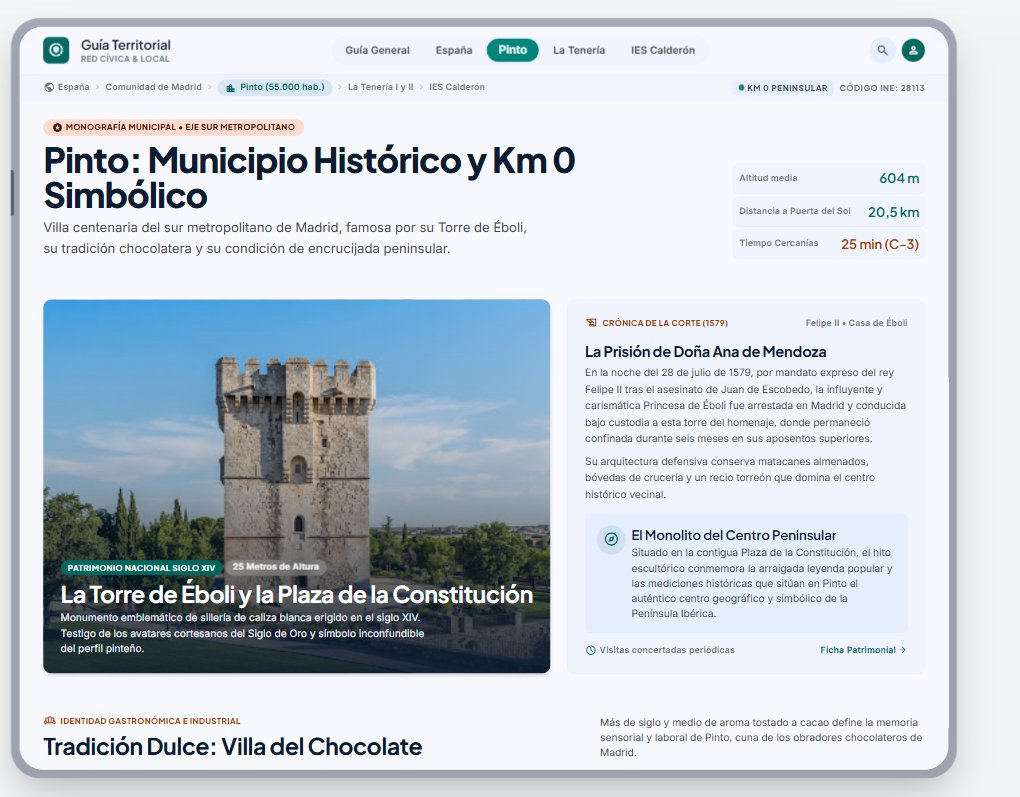 Guía Territorial
RED CÍVICA & LOCAL
Guía General
España
Pinto
La Tenería
IES Calderón
España > Comunidad de Madrid > Pinto (55.000 hab.) > La Tenería I y II > IES Calderón
KM 0 PENINSULAR
CÓDIGO INE: 28113
MONOGRAFÍA MUNICIPAL • EJE SUR METROPOLITANO
Pinto: Municipio Histórico y Km 0
Simbólico
Villa centenaria del sur metropolitano de Madrid, famosa por su Torre de Éboli,
su tradición chocolatera y su condición de encrucijada peninsular.
Altitud media 604 m
Distancia a Puerta del Sol 20,5 km
Tiempo Cercanías 25 min (C-3)
PATRIMONIO NACIONAL SIGLO XIV
25 Metros de Altura
La Torre de Éboli y la Plaza de la Constitución
Monumento emblemático de sillería de caliza blanca erigido en el siglo XIV.
Testigo de los avatares cortesanos del Siglo de Oro y símbolo inconfundible
del perfil pinteño.
CRÓNICA DE LA CORTE (1579)
Felipe II • Casa de Éboli
La Prisión de Doña Ana de Mendoza
En la noche del 28 de julio de 1579, por mandato expreso del rey
Felipe II tras el asesinato de Juan de Escobedo, la influyente y
carismática Princesa de Éboli fue arrestada en Madrid y conducida
bajo custodia a esta torre del homenaje, donde permaneció
confinada durante seis meses en sus aposentos superiores.
Su arquitectura defensiva conserva matacanes almenados,
bóvedas de crucería y un recio torreón que domina el centro
histórico vecinal.
El Monolito del Centro Peninsular
Situado en la contigua Plaza de la Constitución, el hito
escultórico conmemora la arraigada leyenda popular y
las mediciones históricas que sitúan en Pinto el
auténtico centro geográfico y simbólico de la
Península Ibérica.
Visitas concertadas periódicas
Ficha Patrimonial →
IDENTIDAD GASTRONÓMICA E INDUSTRIAL
Tradición Dulce: Villa del Chocolate
Más de siglo y medio de aroma tostado a cacao define la memoria
sensorial y laboral de Pinto, cuna de los obradores chocolateros de
Madrid.